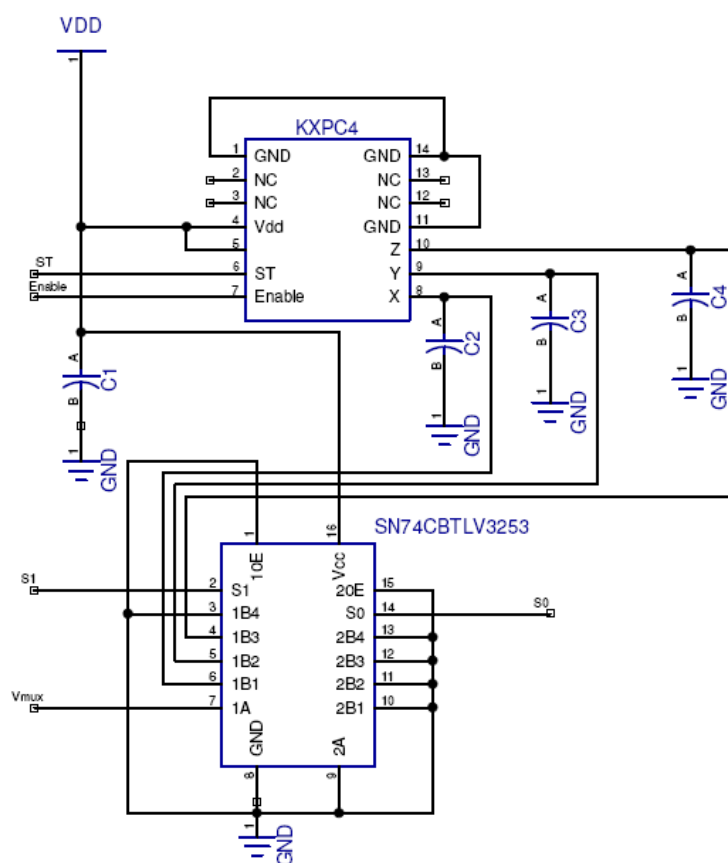 VDD
1
KXPC4
1 GND GND 14
2 NC NC 13
3 NC NC 12
4 Vdd GND 11
5 Z 10
ST 6 ST Y 9
Enable 7 Enable X 8
A B C1
A B C2
A B C3
A B C4
1 GND
1 GND
1 GND
1 GND
SN74CBTLV3253
1 16
10E Vcc
S1 2 S1 20E 15
3 1B4 S0 14 S0
4 1B3 2B4 13
5 1B2 2B3 12
6 1B1 2B2 11
Vmux 7 1A 2B1 10
GND 2A
8 9
1 GND